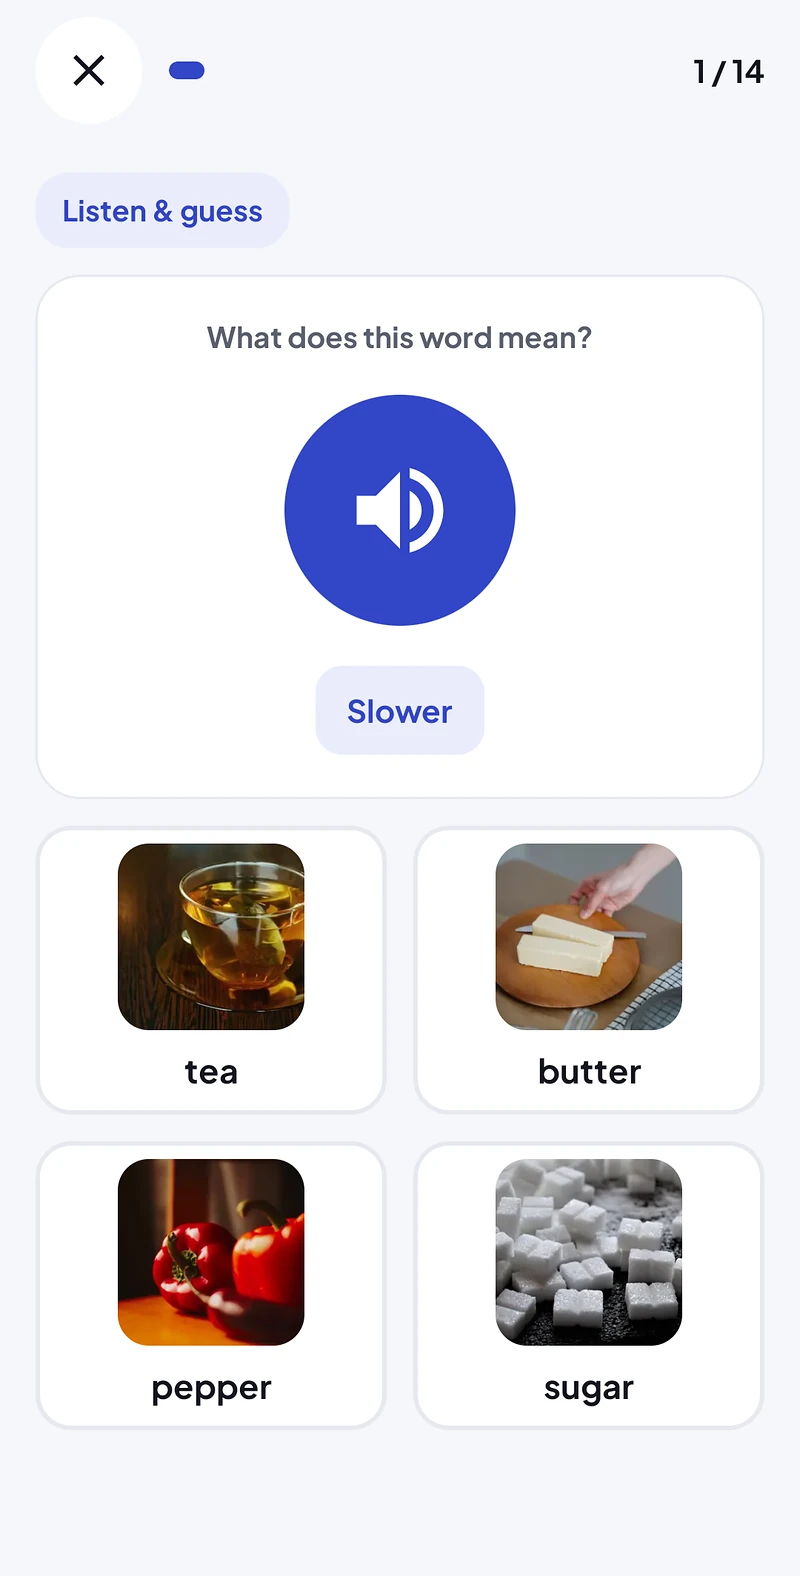 1 / 14
Listen & guess
What does this word mean?
Slower
tea
butter
pepper
sugar